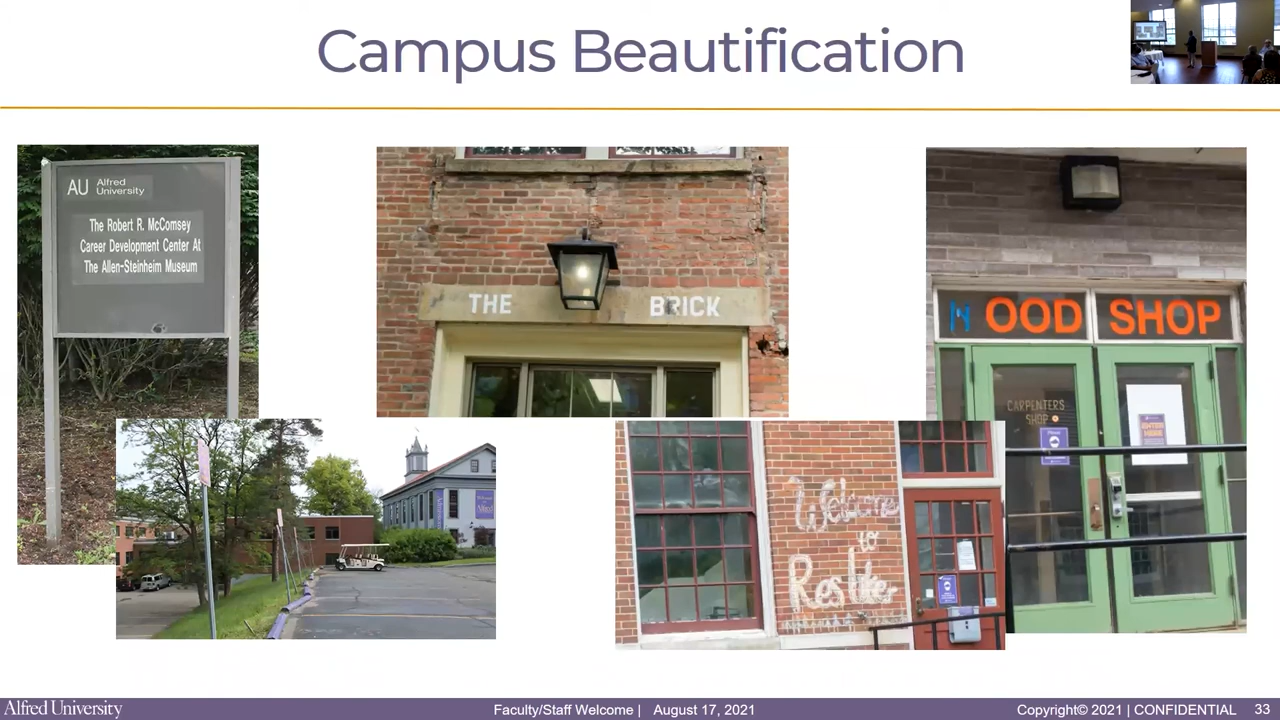 Campus Beautification
AU Alfred
University
The Robert R. McComsey
Career Development Center At
The Allen-Steinheim Museum
THE BRICK
OOD SHOP
CARPENTERS
SHOP
Welcome
to
Reslife
Alfred University
Faculty/Staff Welcome | August 17, 2021
Copyright© 2021 | CONFIDENTIAL 33